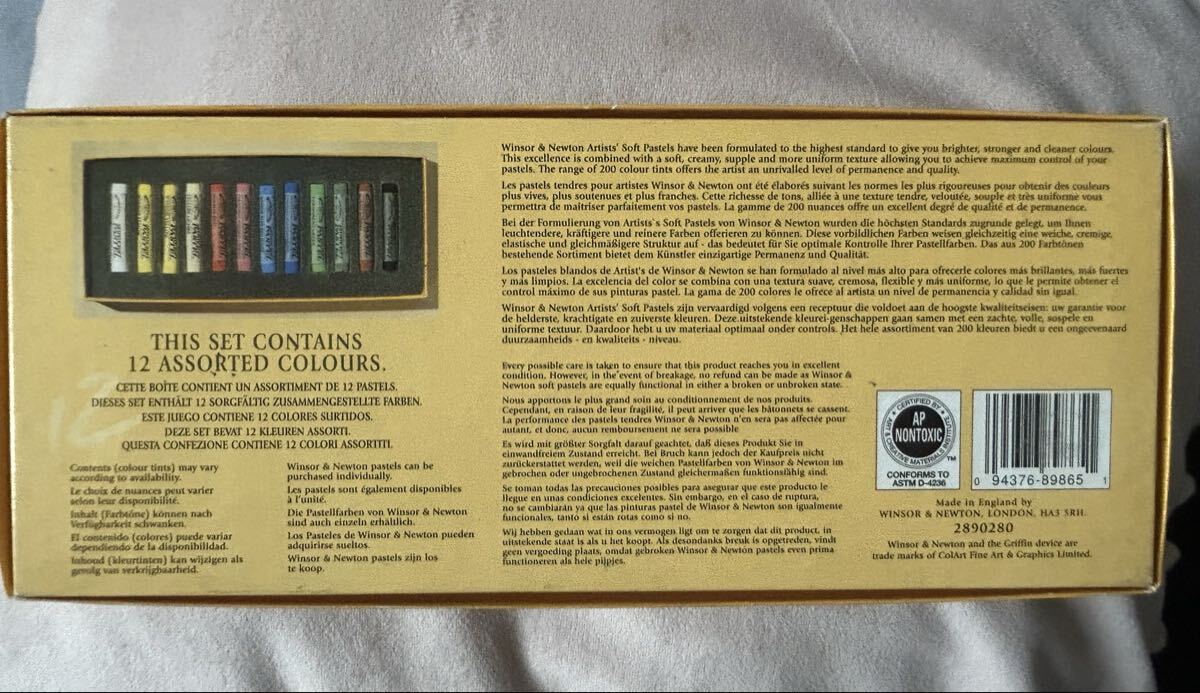 THIS SET CONTAINS
12 ASSORTED COLOURS.
CETTE BOÎTE CONTIENT UN ASSORTIMENT DE 12 PASTELS.
DIESES SET ENTHÄLT 12 SORGFÄLTIG ZUSAMMENGESTELLTE FARBEN.
ESTE JUEGO CONTIENE 12 COLORES SURTIDOS.
DEZE SET BEVAT 12 KLEUREN ASSORTI.
QUESTA CONFEZIONE CONTIENE 12 COLORI ASSORTITI.
12
Contents (colour tints) may vary
according to availability.
Le choix de nuances peut varier
selon leur disponibilité.
Inhalt (Farbtöne) können nach
Verfügbarkeit schwanken.
El contenido (colores) puede variar
dependiendo de la disponibilidad.
Inhoud (kleurtinten) kan wijzigen als
gevolg van verkrijgbaarheid.
Winsor & Newton pastels can be
purchased individually.
Les pastels sont également disponibles
à l'unité.
Die Pastellfarven von Winsor & Newton
sind auch einzeln erhältlich.
Los Pasteles de Winsor & Newton pueden
adquirirse sueltos.
Winsor & Newton pastels zijn los
te koop.
Winsor & Newton Artists' Soft Pastels have been formulated to the highest standard to give you brighter, stronger and cleaner colours.
This excellence is combined with a soft, creamy, supple and more uniform texture allowing you to achieve maximum control of your
pastels. The range of 200 colour tints offers the artist an unrivalled level of permanence and quality.
Les pastels tendres pour artistes Winsor & Newton ont été élaborés suivant les normes les plus rigoureuses pour obtenir des couleurs
plus vives, plus soutenues et plus franches. Cette richesse de tons, alliée à une texture tendre, veloutée, souple et très uniforme vous
permettra de maîtriser parfaitement vos pastels. La gamme de 200 nuances offre un excellent degré de qualité et de permanence.
Bei der Formulierung von Artists`s Soft Pastels von Winsor & Newton wurden die höchsten Standards zugrunde gelegt, um Ihnen
leuchtendere, kräftigere und reinere Farben offerieren zu können. Diese vorbildlichen Farben weisen gleichzeitig eine weiche, cremige,
elastische und gleichmäßigere Struktur auf - das bedeutet für Sie optimale Kontrolle Ihrer Pastellfarben. Das aus 200 Farbtönen
bestehende Sortiment bietet dem Künstler einzigartige Permanenz und Qualität.
Los pasteles blandos de Artist's de Winsor & Newton se han formulado al nivel más alto para ofrecerle colores más brillantes, más fuertes
y más limpios. La excelencia del color se combina con una textura suave, cremosa, flexible y más uniforme, lo que le permite obtener el
control máximo de sus pinturas pastel. La gama de 200 colores le ofrece al artista un nivel de permanencia y calidad sin igual.
Winsor & Newton Artists' Soft Pastels zijn vervaardigd volgens een receptuur die voldoet aan de hoogste kwaliteitseisen: uw garantie voor
de helderste, krachtigste en zuiverste kleuren. Deze.uitstekende kleurei-genschappen gaan samen met een zachte, volle, soepele en
uniforme textuur. Daardoor hebt u uw materiaal optimaal onder controls. Het hele assortiment van 200 kleuren biedt u een ongeevenaard
duurzaamheids - en kwaliteits - niveau.
Every possible care is taken to ensure that this product reaches you in excellent
condition. However, in the event of breakage, no refund can be made as Winsor &
Newton soft pastels are equally functional in either a broken or unbroken state.
Nous apportons le plus grand soin au conditionnement de nos produits.
Cependant, en raison de leur fragilité, il peut arriver que les bâtonnets se cassent.
La performance des pastels tendres Winsor & Newton n'en sera pas affectée pour
autant, et donc, aucun remboursement ne sera possible
Es wird mit größter Sorgfalt darauf geachtet, daß dieses Produkt Sie in
einwandfreiem Zustand erreicht. Bei Bruch kann jedoch der Kaufpreis nicht
zurückerstattet werden, weil die weichen Pastellfarben von Winsor & Newton im
gebrochen oder ungebrochenen Zustand gleichermaßen funktionsfähig sind.
Se toman todas las precauciones posibles para asegurar que este producto le
llegue en unas condiciones excelentes. Sin embargo, en el caso de ruptura,
no se cambiarán ya que las pinturas pastel de Winsor & Newton son igualmente
funcionales, tanto si están rotas como si no.
Wij hebben gedaan wat in ons vermogen ligt om te zorgen dat dit product, in
uitstekende staat is als u het koopt. Als desondanks breuk is opgetreden, vindt
geen vergoeding plaats, omdat gebroken Winsor & Newton pastels even prima
functioneren als hele pijpjes.
CERTIFIED BY
ART & CREATIVE MATERIALS INSTITUTE
AP
NONTOXIC
TM
CONFORMS TO
ASTM D-4236
0 94376-89865 1
Made in England by
WINSOR & NEWTON, LONDON, HA3 5RH.
2890280
Winsor & Newton and the Griffin device are
trade marks of ColArt Fine Art & Graphics Limited.